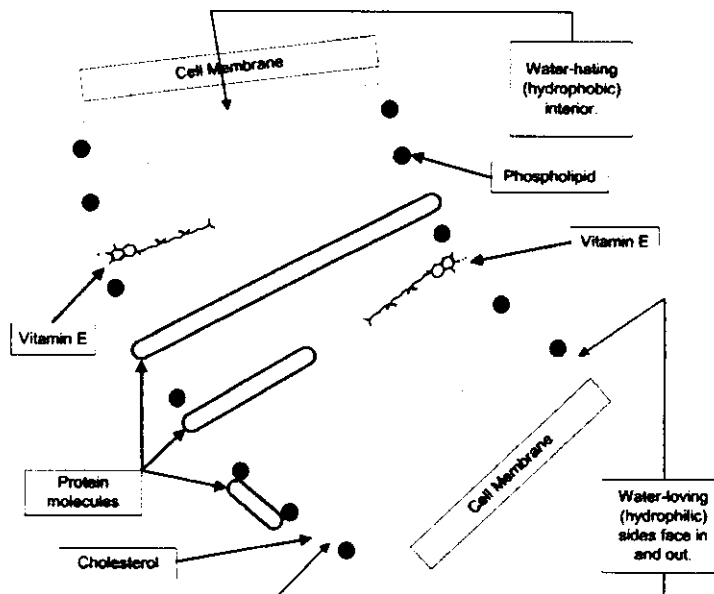 Cell Membrane
Water-hating
(hydrophobic)
interior.
Phospholipid
Vitamin E
Vitamin E
Protein
molecules
Cell Membrane
Water-loving
(hydrophilic)
sides face in
and out.
Cholesterol